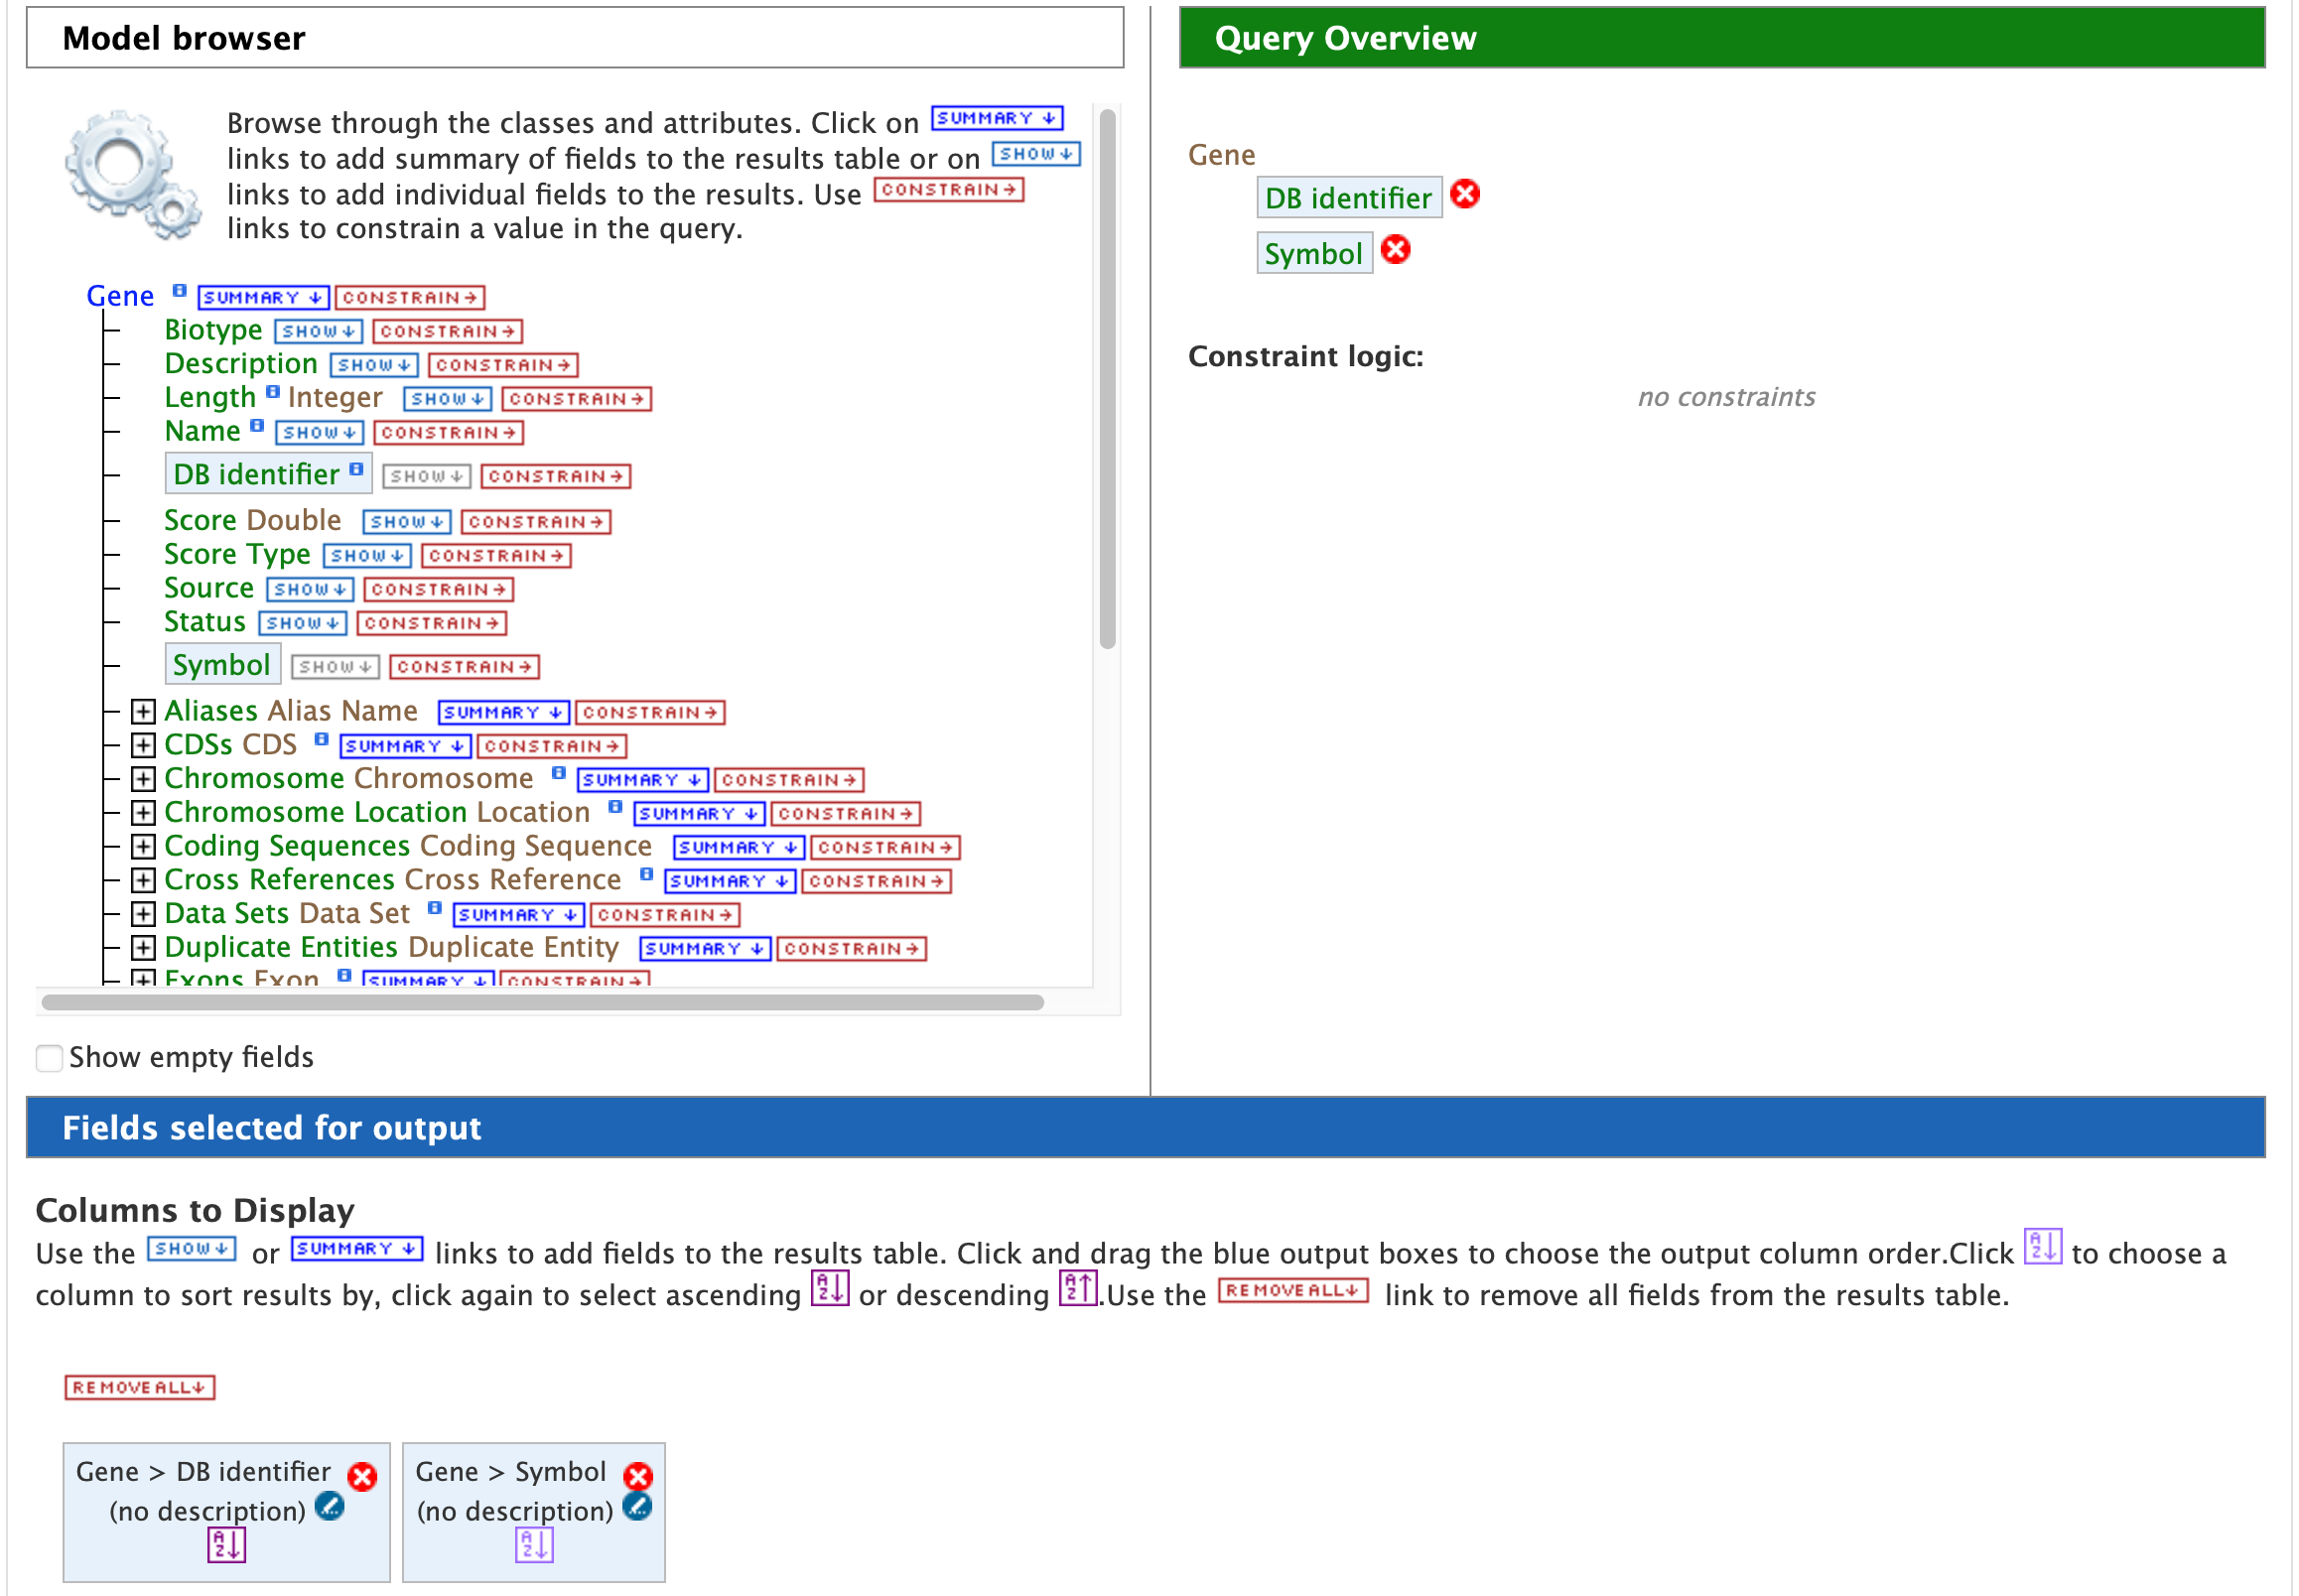 Model browser
Query Overview
Browse through the classes and attributes. Click on SUMMARY ↓
links to add summary of fields to the results table or on SHOW ↓
links to add individual fields to the results. Use CONSTRAIN →
links to constrain a value in the query.
Gene SUMMARY ↓ CONSTRAIN →
Biotype SHOW ↓ CONSTRAIN →
Description SHOW ↓ CONSTRAIN →
Length Integer SHOW ↓ CONSTRAIN →
Name SHOW ↓ CONSTRAIN →
DB identifier SHOW ↓ CONSTRAIN →
Score Double SHOW ↓ CONSTRAIN →
Score Type SHOW ↓ CONSTRAIN →
Source SHOW ↓ CONSTRAIN →
Status SHOW ↓ CONSTRAIN →
Symbol SHOW ↓ CONSTRAIN →
Aliases Alias Name SUMMARY ↓ CONSTRAIN →
CDSs CDS SUMMARY ↓ CONSTRAIN →
Chromosome Chromosome SUMMARY ↓ CONSTRAIN →
Chromosome Location Location SUMMARY ↓ CONSTRAIN →
Coding Sequences Coding Sequence SUMMARY ↓ CONSTRAIN →
Cross References Cross Reference SUMMARY ↓ CONSTRAIN →
Data Sets Data Set SUMMARY ↓ CONSTRAIN →
Duplicate Entities Duplicate Entity SUMMARY ↓ CONSTRAIN →
Exons Exon SUMMARY ↓ CONSTRAIN →
Show empty fields
Gene
DB identifier
Symbol
Constraint logic:
no constraints
Fields selected for output
Columns to Display
Use the SHOW ↓ or SUMMARY ↓ links to add fields to the results table. Click and drag the blue output boxes to choose the output column order.Click AZ↓ to choose a
column to sort results by, click again to select ascending AZ↓ or descending AZ↑.Use the REMOVE ALL ↓ link to remove all fields from the results table.
REMOVE ALL ↓
Gene > DB identifier
(no description)
AZ↓
Gene > Symbol
(no description)
AZ↓